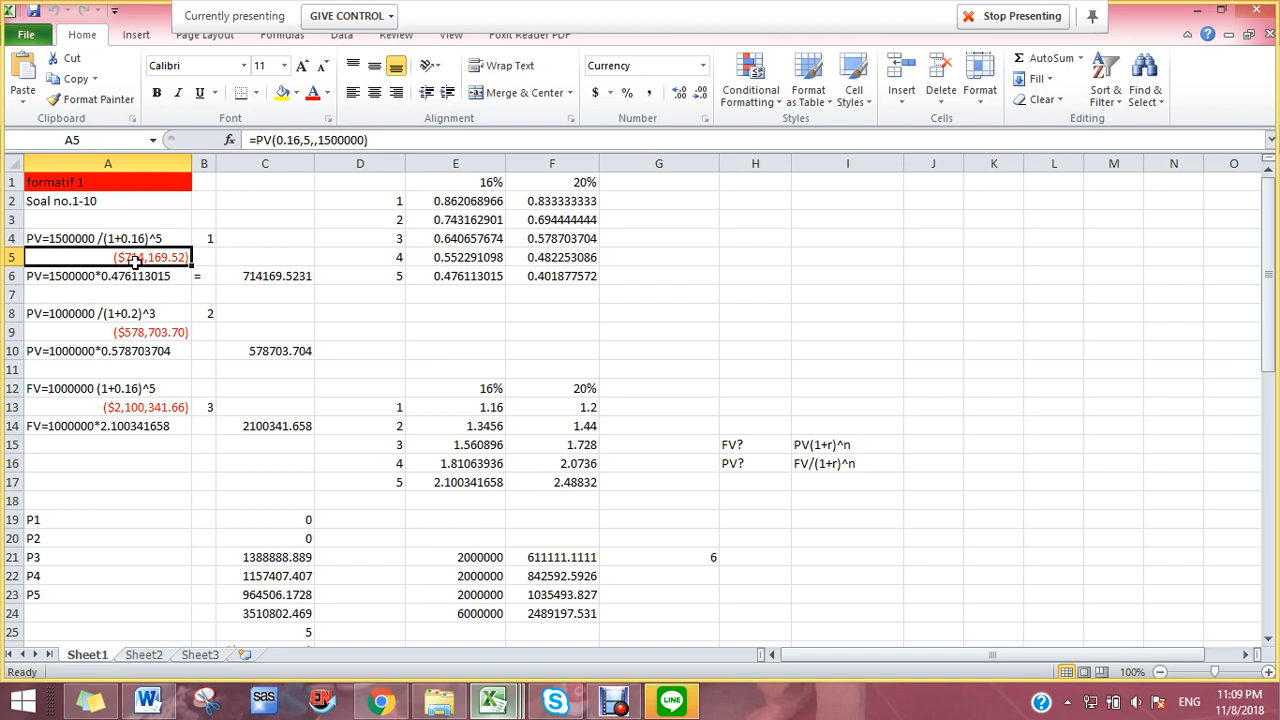 Currently presenting GIVE CONTROL Stop Presenting
File Home Insert Page Layout Formulas Data Review View Foxit Reader PDF
Paste Cut Copy Format Painter Clipboard
Calibri 11 B I U A Font
Wrap Text Merge & Center Alignment
Currency $ % , Number
Conditional Formatting Format as Table Cell Styles Styles
Insert Delete Format Cells
AutoSum Fill Clear Sort & Filter Find & Select Editing
A5 fx =PV(0.16,5,,1500000)
A B C D E F G H I J K L M N O
1 formatif 1 16% 20%
2 Soal no.1-10 1 0.862068966 0.833333333
3 2 0.743162901 0.694444444
4 PV=1500000 /(1+0.16)^5 1 3 0.640657674 0.578703704
5 4 0.552291098 0.482253086
6 PV=1500000*0.476113015 = 714169.5231 5 0.476113015 0.401877572
7
8 PV=1000000 /(1+0.2)^3 2
9 ($578,703.70)
10 PV=1000000*0.578703704 578703.704
11
12 FV=1000000 (1+0.16)^5 16% 20%
13 ($2,100,341.66) 3 1 1.16 1.2
14 FV=1000000*2.100341658 2100341.658 2 1.3456 1.44
15 3 1.560896 1.728 FV? PV(1+r)^n
16 4 1.81063936 2.0736 PV? FV/(1+r)^n
17 5 2.100341658 2.48832
18
19 P1 0
20 P2 0
21 P3 1388888.889 2000000 611111.1111 6
22 P4 1157407.407 2000000 842592.5926
23 P5 964506.1728 2000000 1035493.827
24 3510802.469 6000000 2489197.531
25 5
Sheet1 Sheet2 Sheet3
Ready 100%
W sas EN X S LINE ENG 11:09 PM
11/8/2018